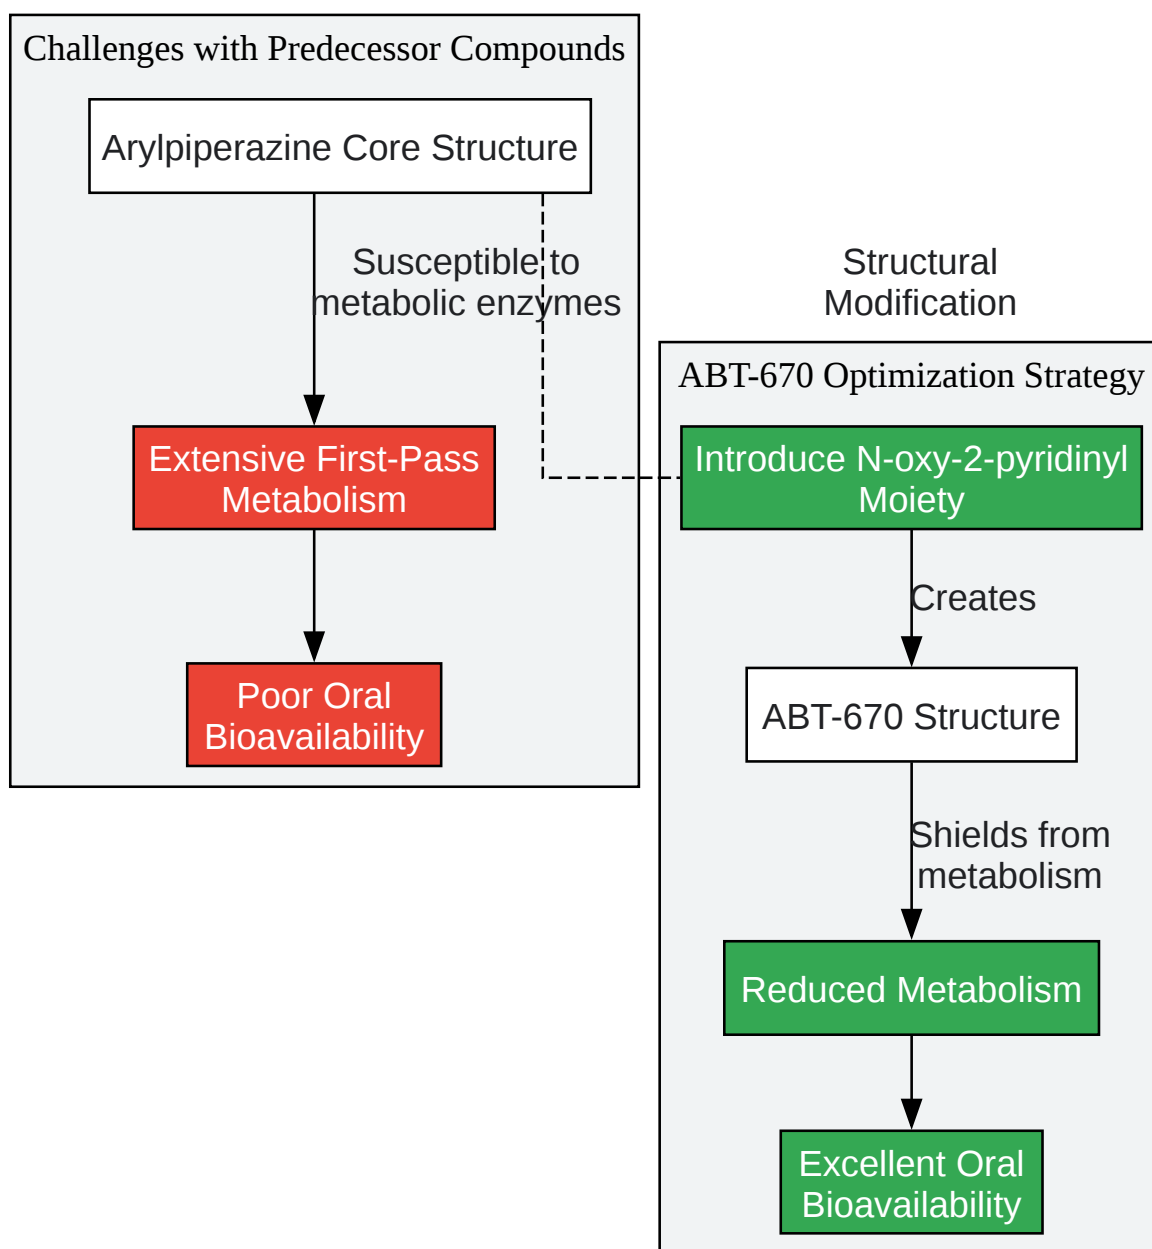 Challenges with Predecessor Compounds
Arylpiperazine Core Structure
Susceptible to
metabolic enzymes
Extensive First-Pass
Metabolism
Poor Oral
Bioavailability
Structural
Modification
ABT-670 Optimization Strategy
Introduce N-oxy-2-pyridinyl
Moiety
Creates
ABT-670 Structure
Shields from
metabolism
Reduced Metabolism
Excellent Oral
Bioavailability